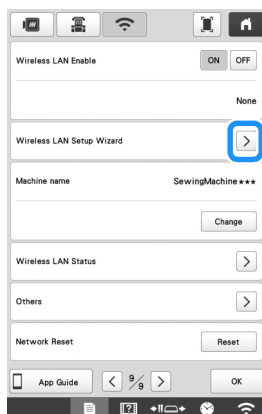 Wireless LAN Enable
ON OFF
None
Wireless LAN Setup Wizard
Machine name SewingMachine★★★
Change
Wireless LAN Status
Others
Network Reset Reset
App Guide < 9/9 > OK